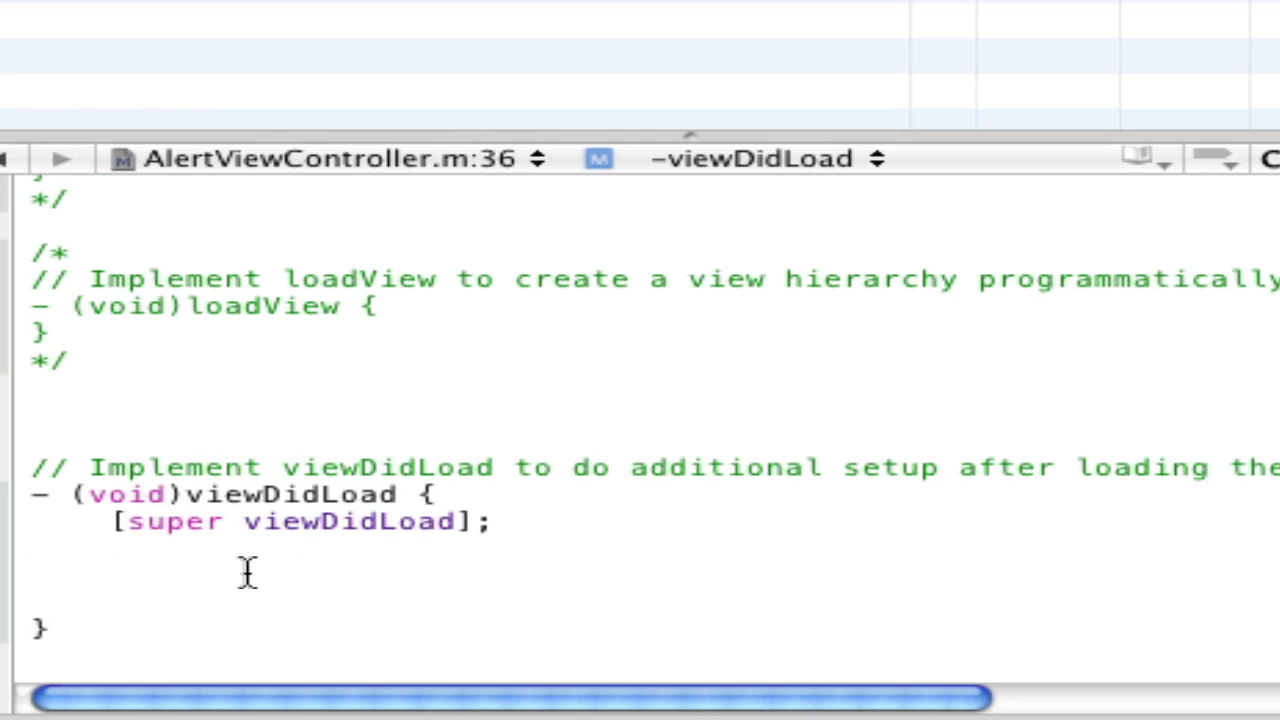 AlertViewController.m:36 M -viewDidLoad C
*/
/*
// Implement loadView to create a view hierarchy programmatically
- (void)loadView {
}
*/
// Implement viewDidLoad to do additional setup after loading the
- (void)viewDidLoad {
[super viewDidLoad];
}